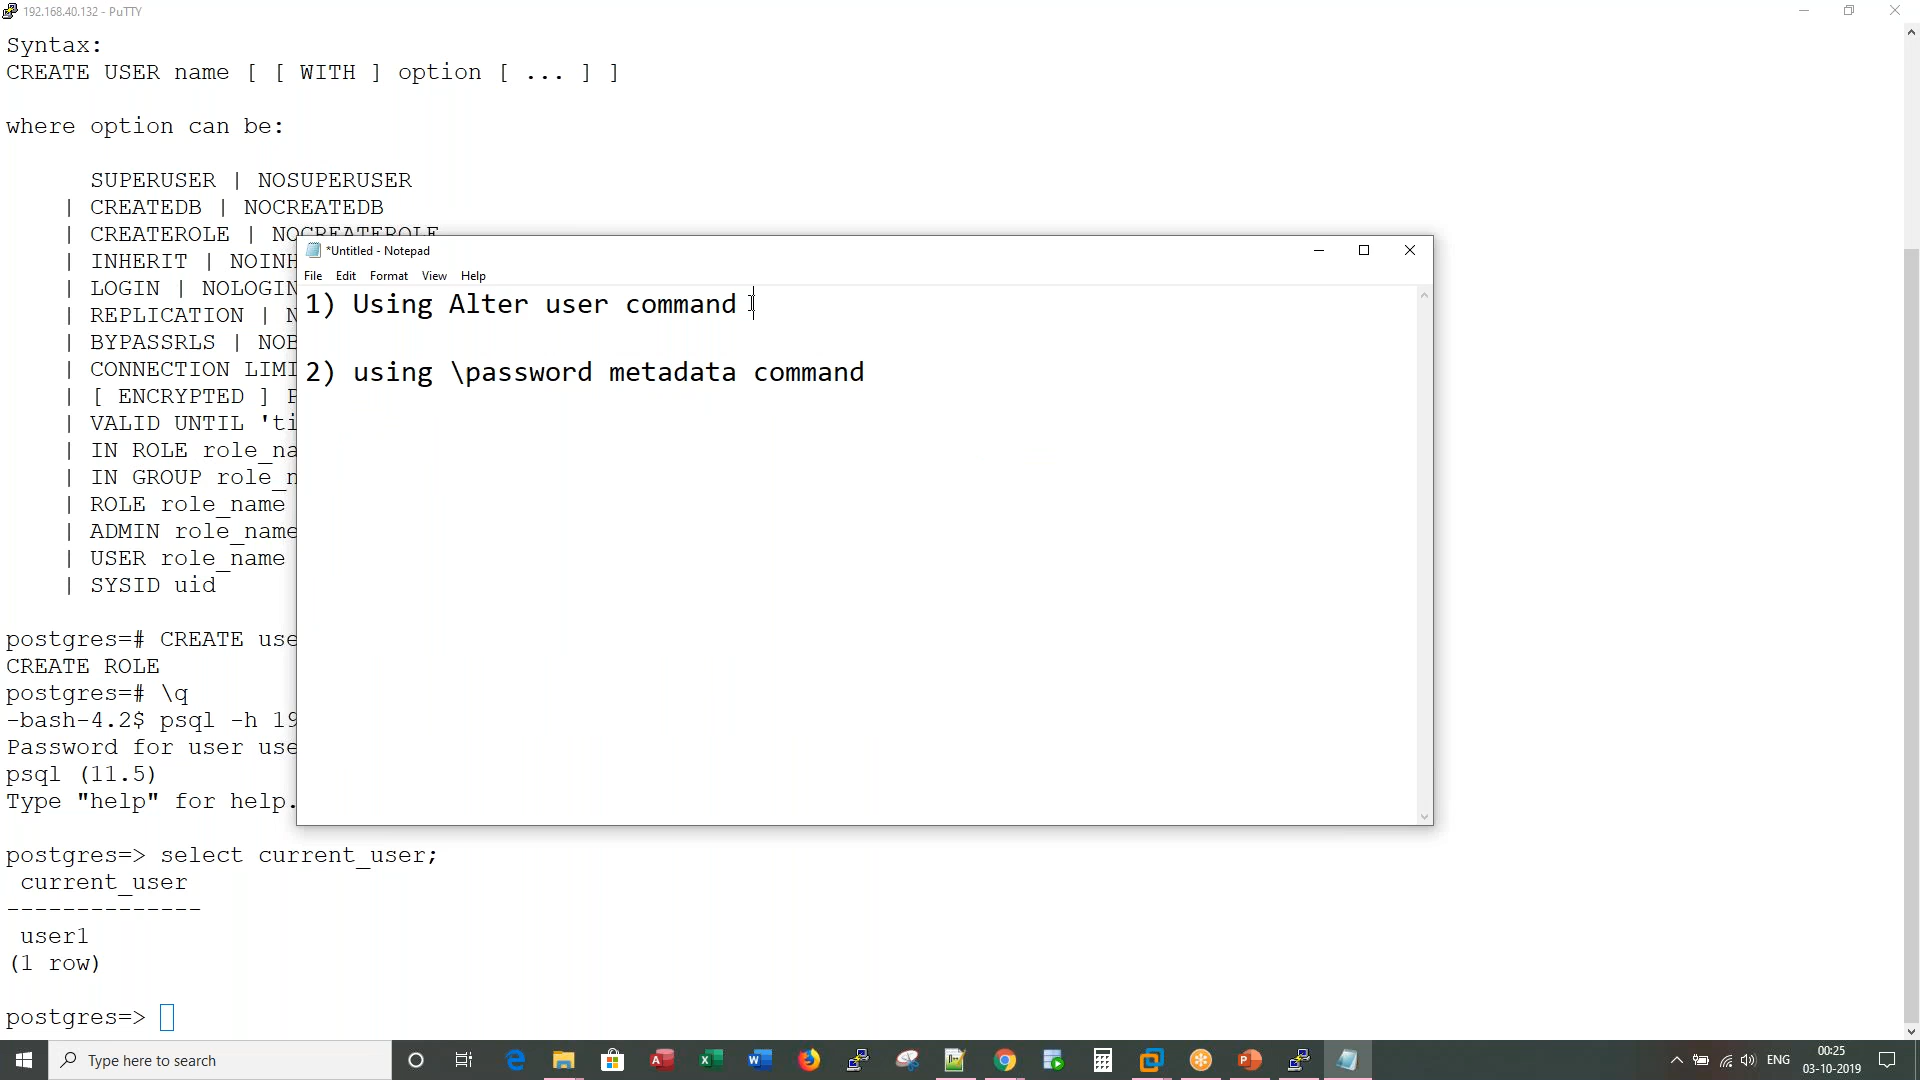 192.168.40.132 - PuTTY
Syntax:
CREATE USER name [ [ WITH ] option [ ... ] ]
where option can be:
SUPERUSER | NOSUPERUSER
| CREATEDB | NOCREATEDB
| CREATEROLE | NOCREATEROLE
| INHERIT | NOINH
| LOGIN | NOLOGIN
| REPLICATION | N
| BYPASSRLS | NOB
| CONNECTION LIMI
| [ ENCRYPTED ] P
| VALID UNTIL 'ti
| IN ROLE role_na
| IN GROUP role_n
| ROLE role_name
| ADMIN role_name
| USER role_name
| SYSID uid
postgres=# CREATE use
CREATE ROLE
postgres=# \q
-bash-4.2$ psql -h 19
Password for user use
psql (11.5)
Type "help" for help.
postgres=> select current_user;
current_user
--------------
user1
(1 row)
postgres=>
*Untitled - Notepad
File Edit Format View Help
1) Using Alter user command
2) using \password metadata command
Type here to search
ENG
00:25
03-10-2019